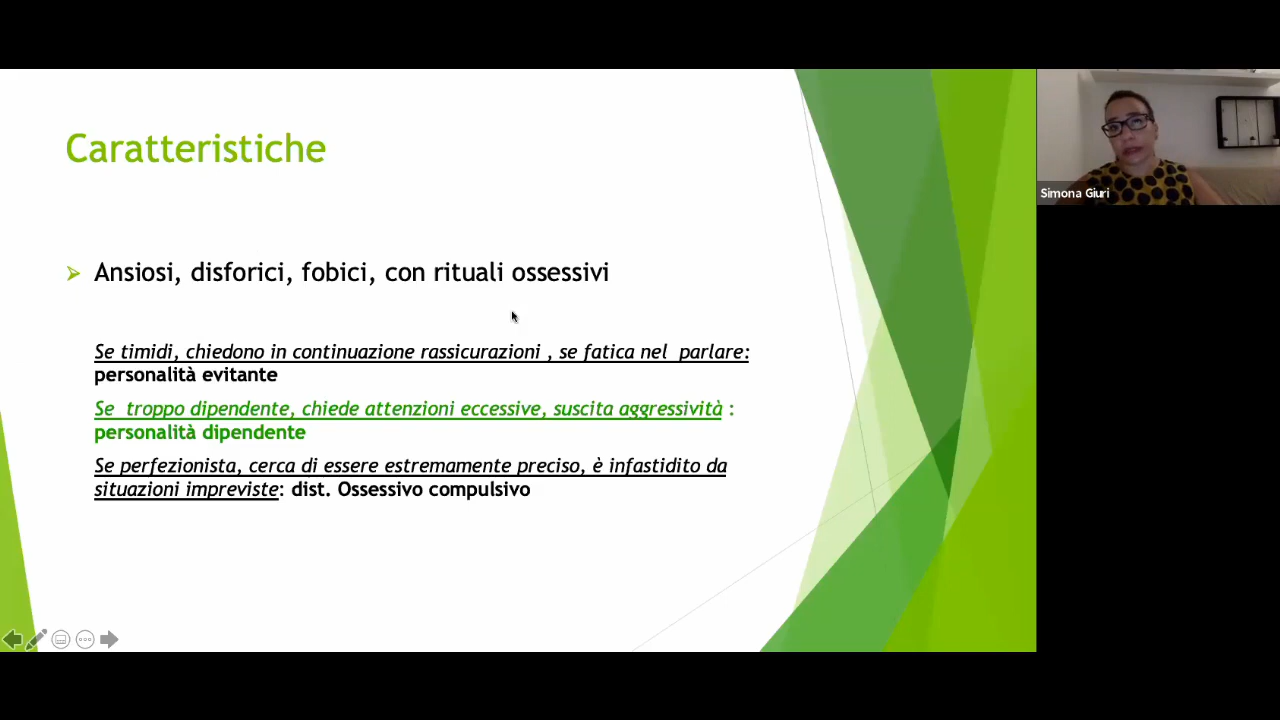 Caratteristiche
Ansiosi, disforici, fobici, con rituali ossessivi
Se timidi, chiedono in continuazione rassicurazioni , se fatica nel  parlare:
personalità evitante
Se  troppo dipendente, chiede attenzioni eccessive, suscita aggressività :
personalità dipendente
Se perfezionista, cerca di essere estremamente preciso, è infastidito da
situazioni impreviste: dist. Ossessivo compulsivo
Simona Giuri